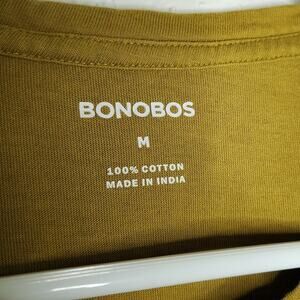 BONOBOS
M
100% COTTON
MADE IN INDIA